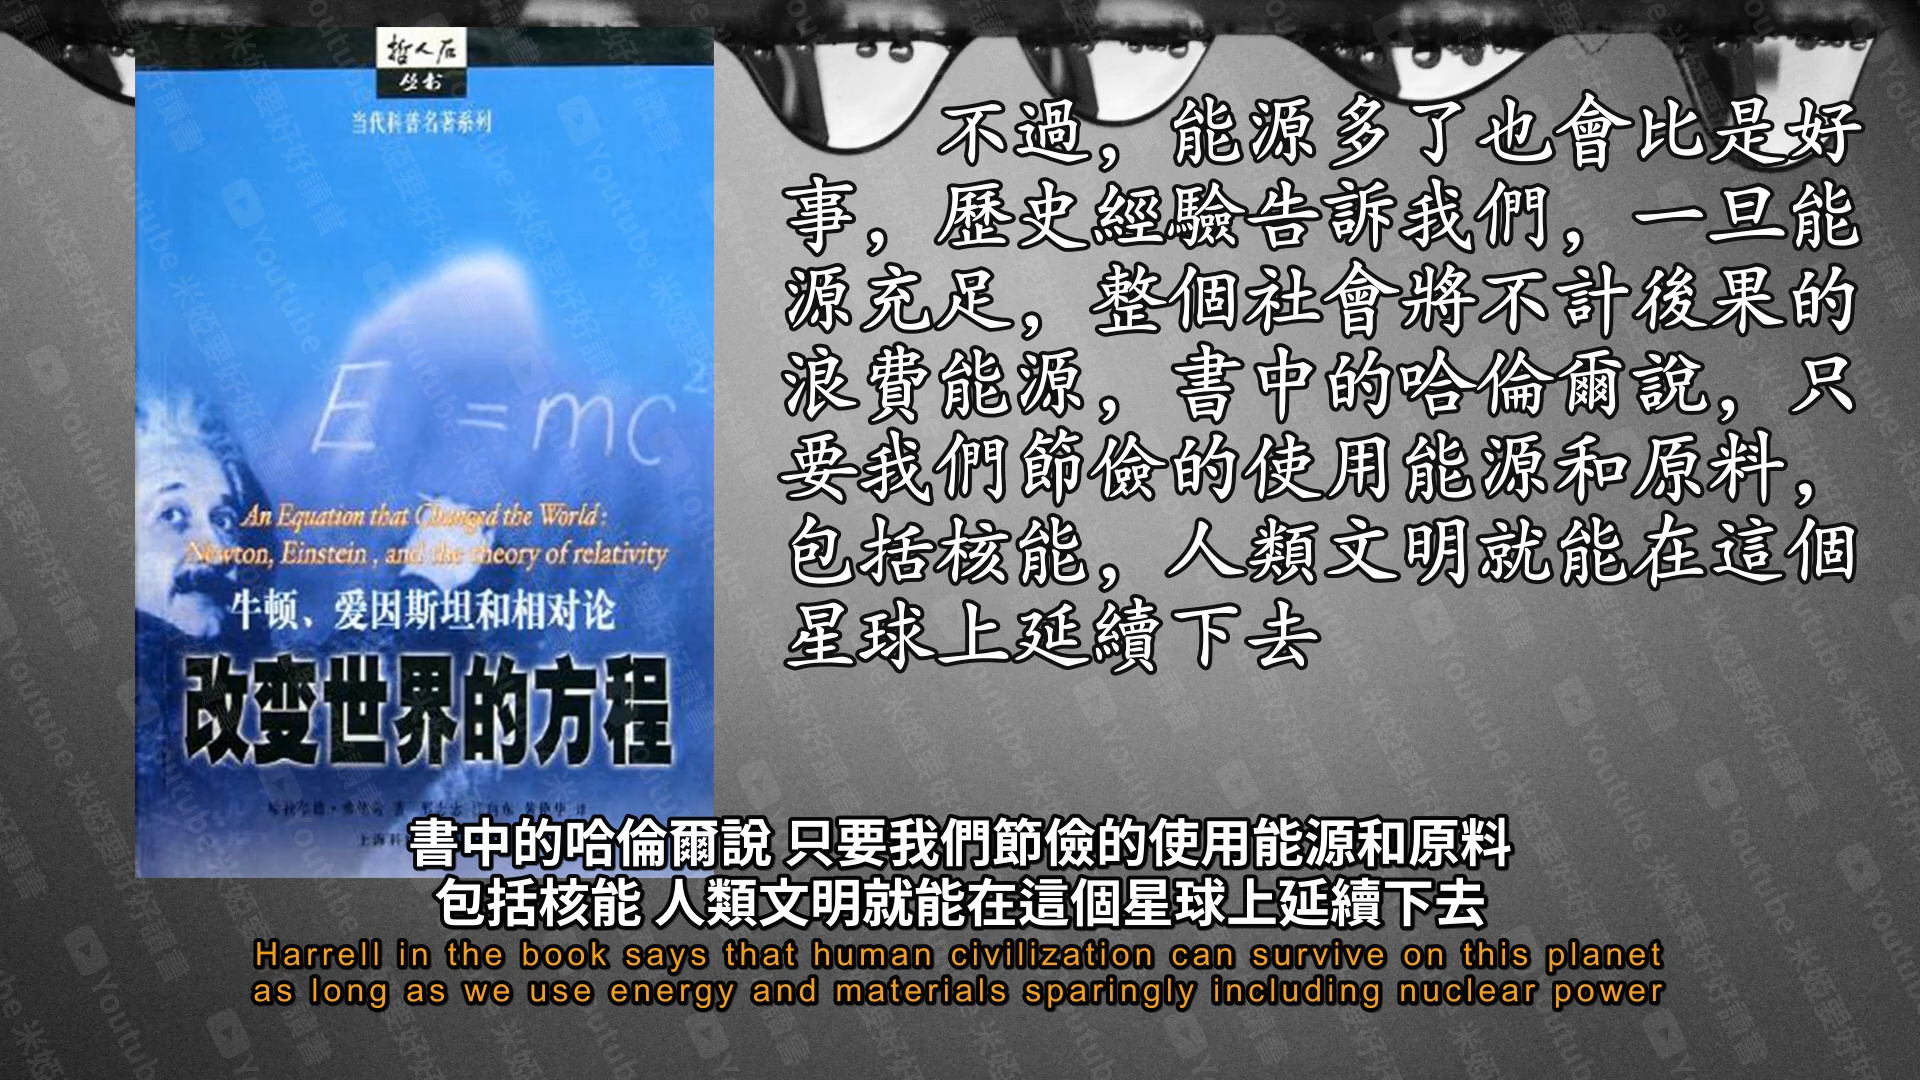 哲人石
丛书
当代科普名著系列
E = mc2
An Equation that Changed the World:
Newton, Einstein, and the theory of relativity
牛顿、爱因斯坦和相对论
改变世界的方程
不過，能源多了也會比是好
事，歷史經驗告訴我們，一旦能
源充足，整個社會將不計後果的
浪費能源，書中的哈倫爾說，只
要我們節儉的使用能源和原料，
包括核能，人類文明就能在這個
星球上延續下去
書中的哈倫爾說 只要我們節儉的使用能源和原料
包括核能 人類文明就能在這個星球上延續下去
Harrell in the book says that human civilization can survive on this planet
as long as we use energy and materials sparingly including nuclear power
Youtube 米婭要好好讀書